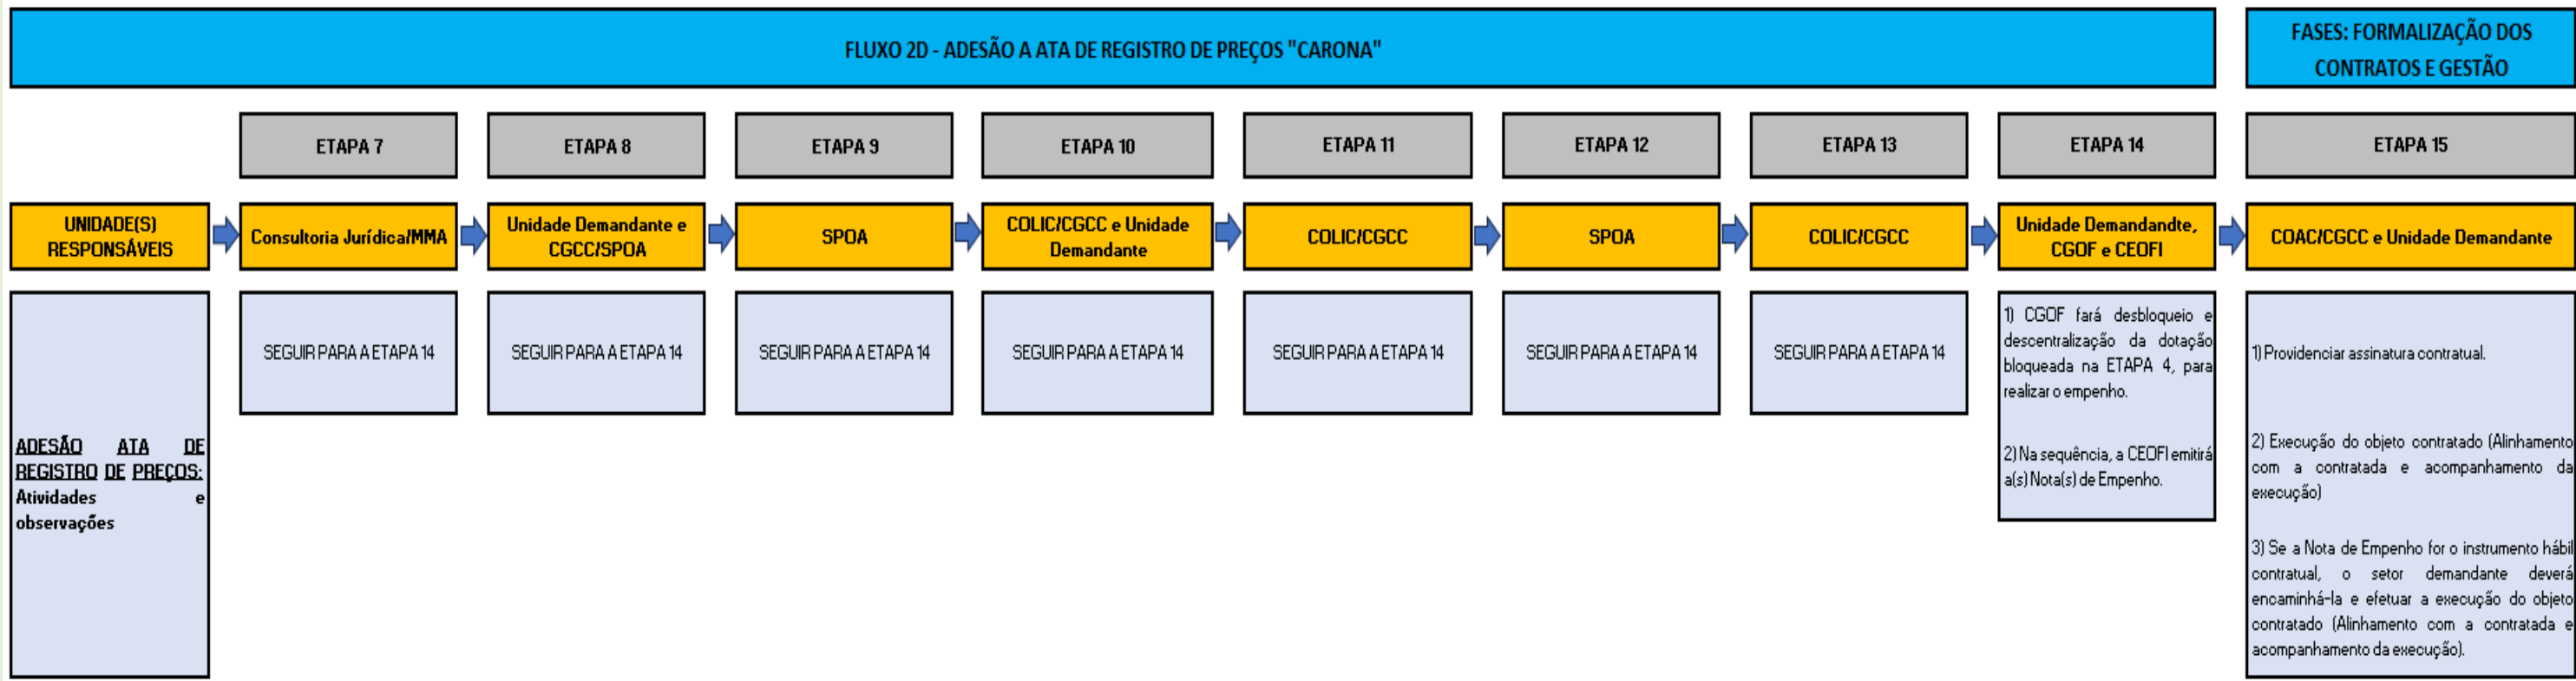 FLUXO 2D - ADESÃO A ATA DE REGISTRO DE PREÇOS "CARONA"
FASES: FORMALIZAÇÃO DOS
CONTRATOS E GESTÃO
ETAPA 7
ETAPA 8
ETAPA 9
ETAPA 10
ETAPA 11
ETAPA 12
ETAPA 13
ETAPA 14
ETAPA 15
UNIDADE(S)
RESPONSÁVEIS
Consultoria Jurídica/MMA
Unidade Demandante e
CGCC/SPOA
SPOA
COLIC/CGCC e Unidade
Demandante
COLIC/CGCC
SPOA
COLIC/CGCC
Unidade Demandandte,
CGOF e CEOFI
COAC/CGCC e Unidade Demandante
ADESÃO ATA DE
REGISTRO DE PREÇOS:
Atividades e
observações
SEGUIR PARA A ETAPA 14
SEGUIR PARA A ETAPA 14
SEGUIR PARA A ETAPA 14
SEGUIR PARA A ETAPA 14
SEGUIR PARA A ETAPA 14
SEGUIR PARA A ETAPA 14
SEGUIR PARA A ETAPA 14
1) CGOF fará desbloqueio e
descentralização da dotação
bloqueada na ETAPA 4, para
realizar o empenho.
2) Na sequência, a CEOFI emitirá
a(s) Nota(s) de Empenho.
1) Providenciar assinatura contratual.
2) Execução do objeto contratado (Alinhamento
com a contratada e acompanhamento da
execução)
3) Se a Nota de Empenho for o instrumento hábil
contratual, o setor demandante deverá
encaminhá-la e efetuar a execução do objeto
contratado (Alinhamento com a contratada e
acompanhamento da execução).